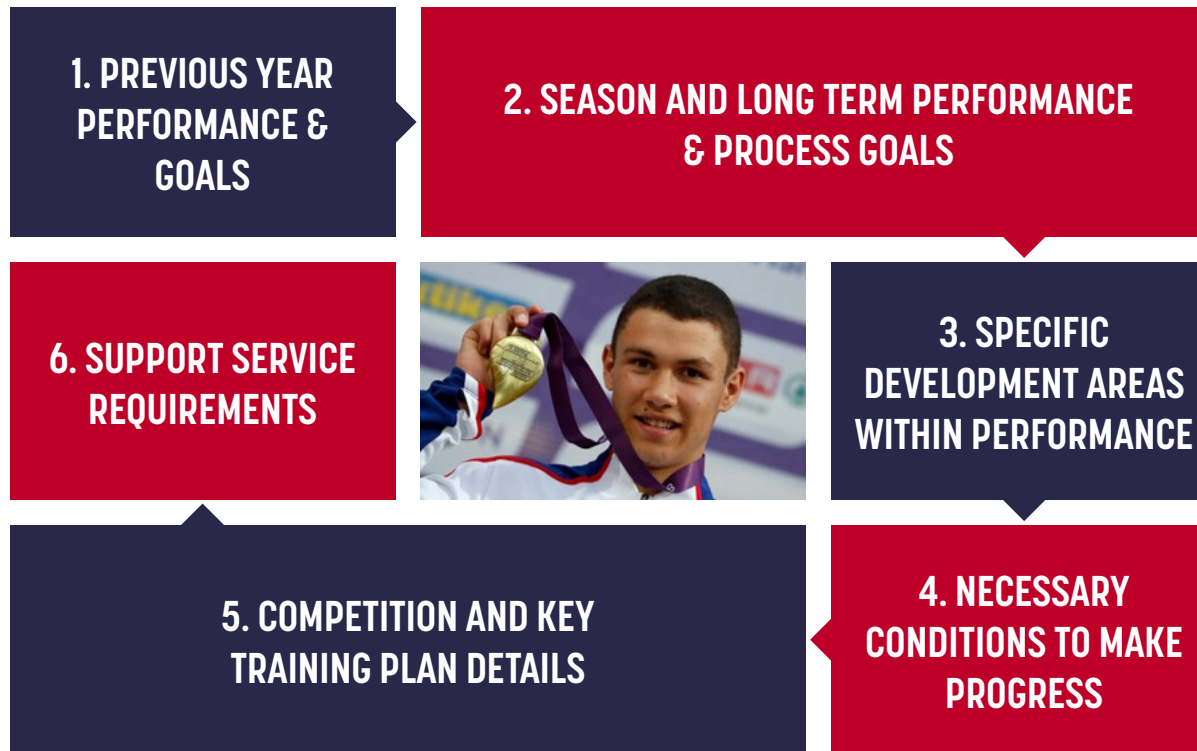 1. PREVIOUS YEAR
PERFORMANCE &
GOALS
2. SEASON AND LONG TERM PERFORMANCE
& PROCESS GOALS
3. SPECIFIC
DEVELOPMENT AREAS
WITHIN PERFORMANCE
4. NECESSARY
CONDITIONS TO MAKE
PROGRESS
5. COMPETITION AND KEY
TRAINING PLAN DETAILS
6. SUPPORT SERVICE
REQUIREMENTS